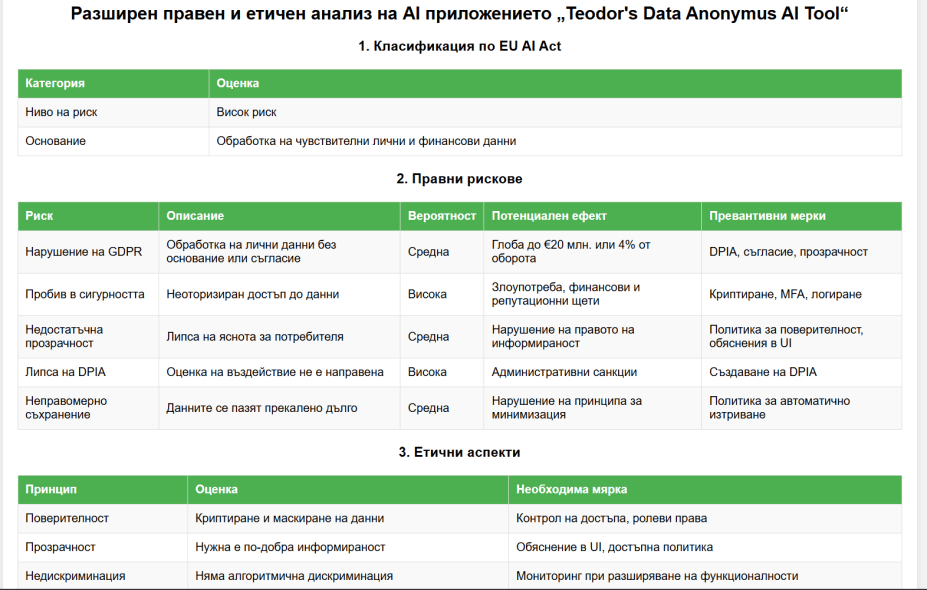 Разширен правен и етичен анализ на AI приложението „Teodor's Data Anonymus AI Tool“
1. Класификация по EU AI Act
Категория Оценка
Ниво на риск Висок риск
Основание Обработка на чувствителни лични и финансови данни
2. Правни рискове
Риск Описание Вероятност Потенциален ефект Превантивни мерки
Нарушение на GDPR Обработка на лични данни без основание или съгласие Средна Глоба до €20 млн. или 4% от оборота DPIA, съгласие, прозрачност
Пробив в сигурността Неоторизиран достъп до данни Висока Злоупотреба, финансови и репутационни щети Криптиране, MFA, логиране
Недостатъчна прозрачност Липса на яснота за потребителя Средна Нарушение на правото на информираност Политика за поверителност, обяснения в UI
Липса на DPIA Оценка на въздействие не е направена Висока Административни санкции Създаване на DPIA
Неправомерно съхранение Данните се пазят прекалено дълго Средна Нарушение на принципа за минимизация Политика за автоматично изтриване
3. Етични аспекти
Принцип Оценка Необходима мярка
Поверителност Криптиране и маскиране на данни Контрол на достъпа, ролеви права
Прозрачност Нужна е по-добра информираност Обяснение в UI, достъпна политика
Недискриминация Няма алгоритмична дискриминация Мониторинг при разширяване на функционалности